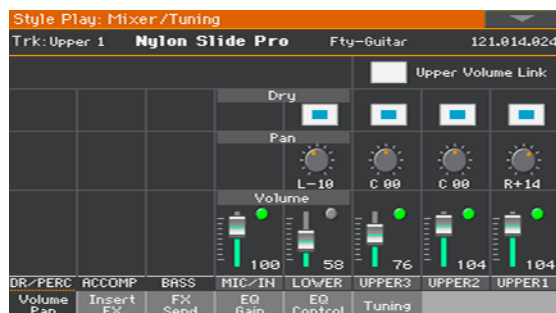 Style Play: Mixer/Tuning
Trk:Upper 1 Nylon Slide Pro Fty-Guitar 121.014.024
Upper Volume Link
Dry
Pan
L-10 C 00 C 00 R+14
Volume
100 58 76 104 104
DR/PERC ACCOMP BASS MIC/IN LOWER UPPER3 UPPER2 UPPER1
Volume Insert FX EQ EQ Tuning
Pan FX Send Gain Control